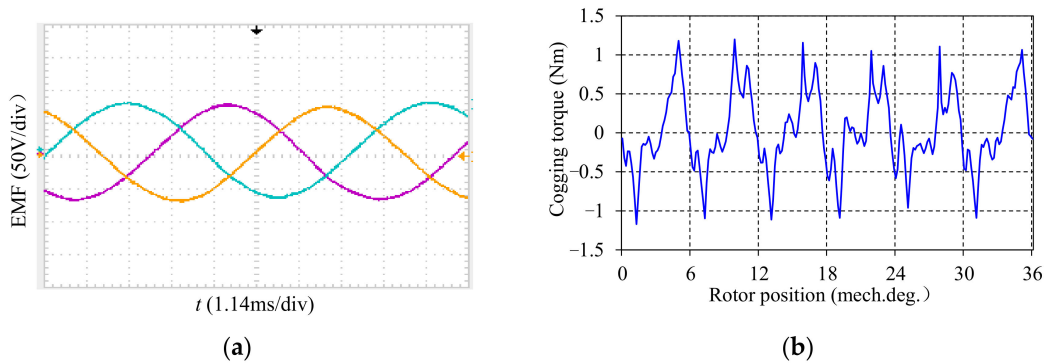 EMF (50V/div)
t (1.14ms/div)
(a)
Cogging torque (Nm)
1.5
1
0.5
0
−0.5
−1
−1.5
0 6 12 18 24 30 36
Rotor position (mech.deg.）
(b)